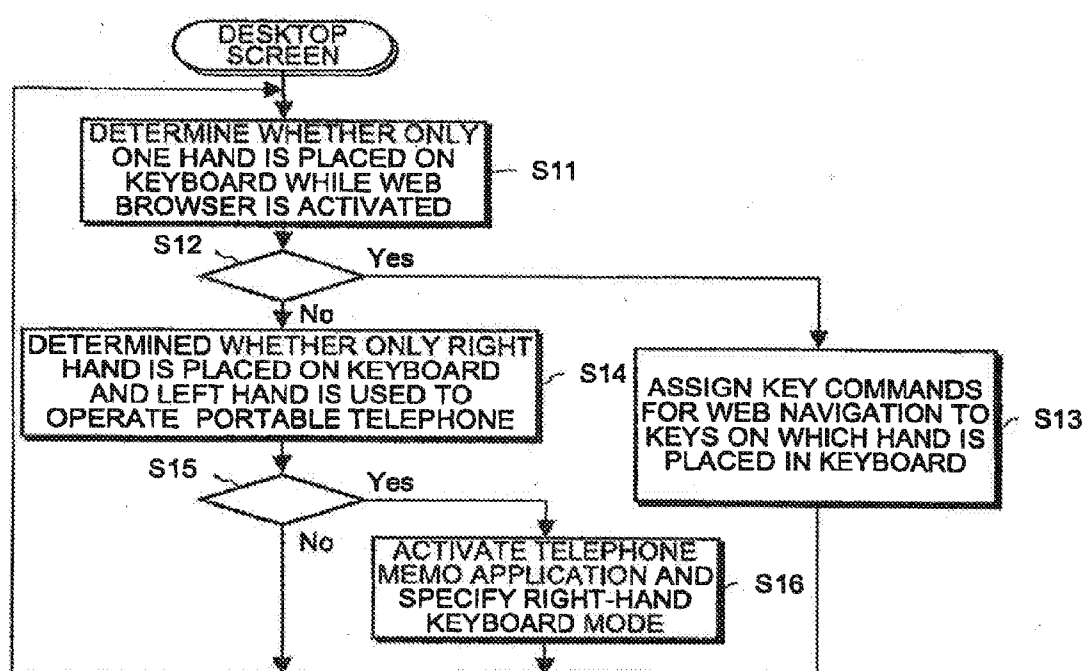 DESKTOP
SCREEN
DETERMINE WHETHER ONLY
ONE HAND IS PLACED ON
KEYBOARD WHILE WEB
BROWSER IS ACTIVATED
S11
S12
Yes
No
DETERMINED WHETHER ONLY RIGHT
HAND IS PLACED ON KEYBOARD
AND LEFT HAND IS USED TO
OPERATE PORTABLE TELEPHONE
S14
ASSIGN KEY COMMANDS
FOR WEB NAVIGATION TO
KEYS ON WHICH HAND IS
PLACED IN KEYBOARD
S13
S15
Yes
No
ACTIVATE TELEPHONE
MEMO APPLICATION AND
SPECIFY RIGHT-HAND
KEYBOARD MODE
S16